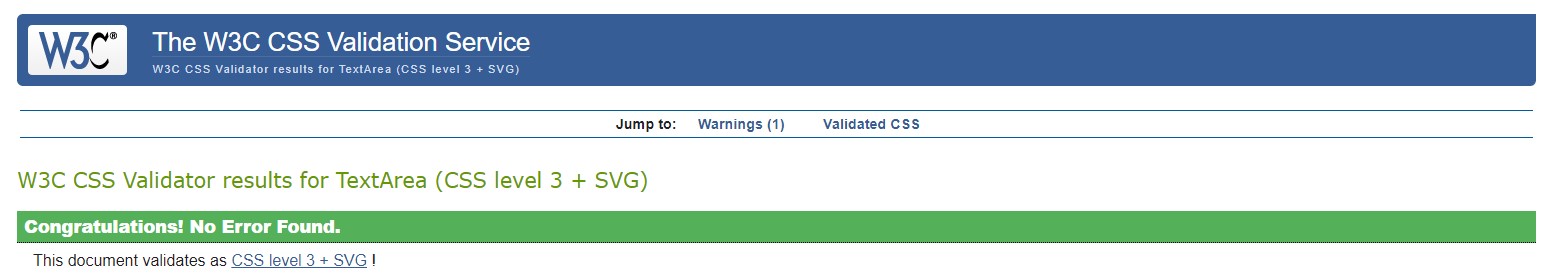 W3C®
The W3C CSS Validation Service
W3C CSS Validator results for TextArea (CSS level 3 + SVG)
Jump to: Warnings (1) Validated CSS
W3C CSS Validator results for TextArea (CSS level 3 + SVG)
Congratulations! No Error Found.
This document validates as CSS level 3 + SVG !